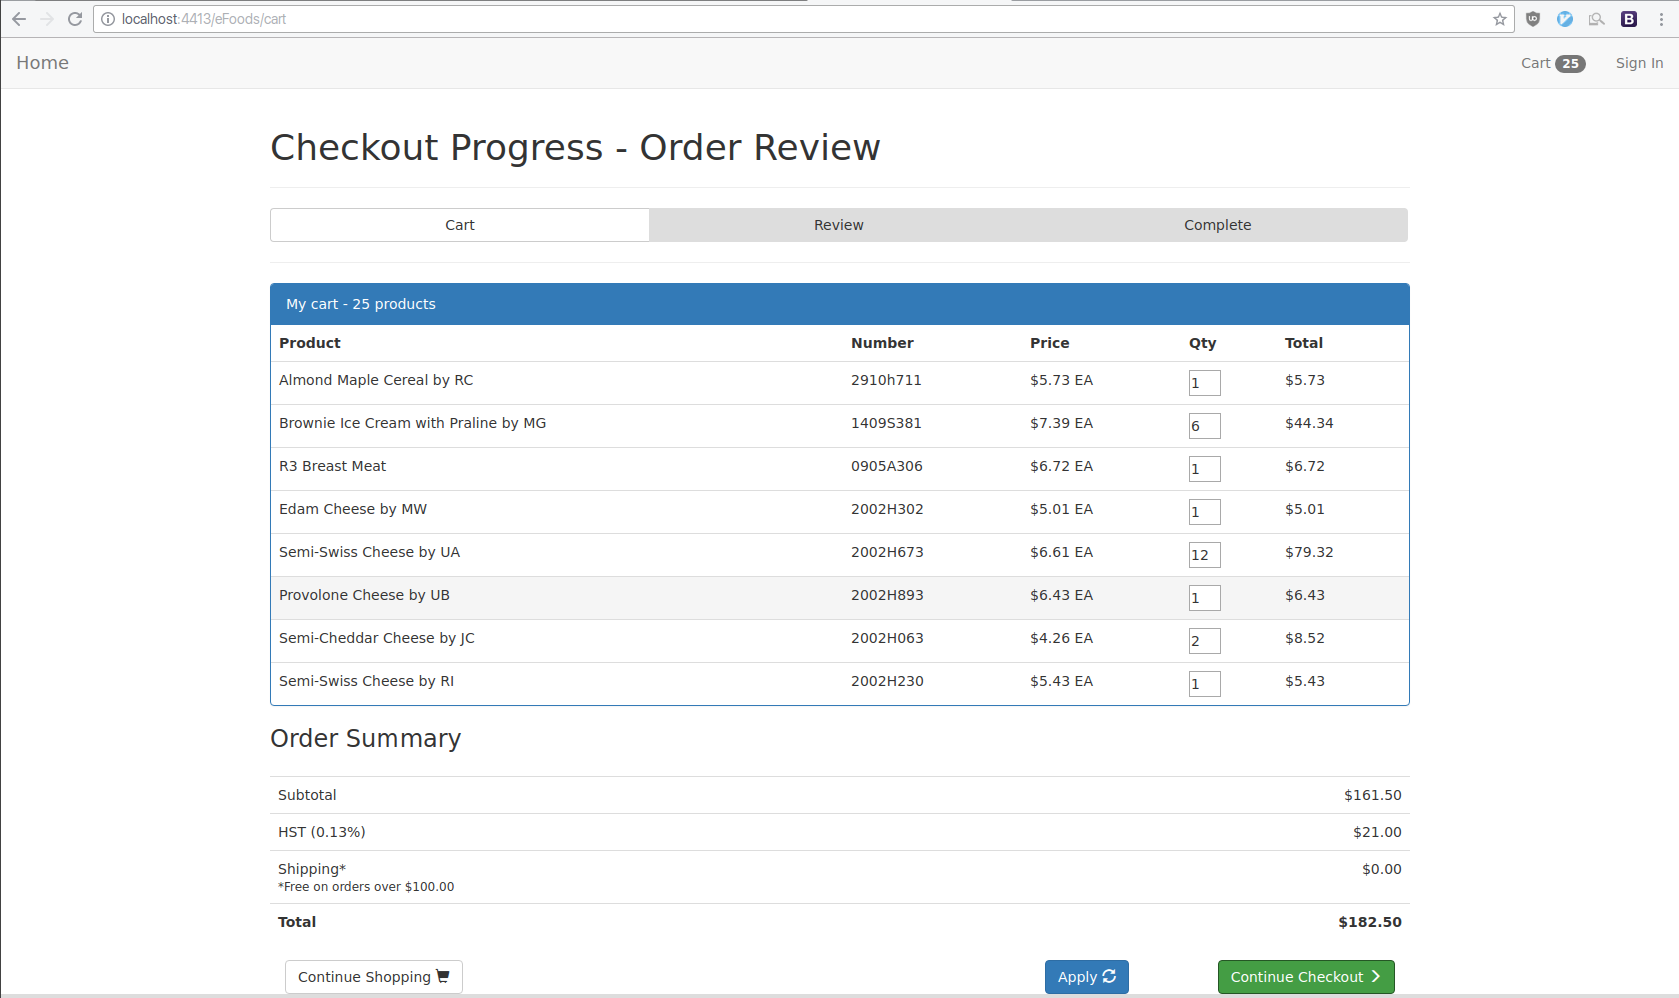 localhost:4413/eFoods/cart
Home Cart 25 Sign In
Checkout Progress - Order Review
Cart Review Complete
My cart - 25 products
Product Number Price Qty Total
Almond Maple Cereal by RC 2910h711 $5.73 EA 1 $5.73
Brownie Ice Cream with Praline by MG 1409S381 $7.39 EA 6 $44.34
R3 Breast Meat 0905A306 $6.72 EA 1 $6.72
Edam Cheese by MW 2002H302 $5.01 EA 1 $5.01
Semi-Swiss Cheese by UA 2002H673 $6.61 EA 12 $79.32
Provolone Cheese by UB 2002H893 $6.43 EA 1 $6.43
Semi-Cheddar Cheese by JC 2002H063 $4.26 EA 2 $8.52
Semi-Swiss Cheese by RI 2002H230 $5.43 EA 1 $5.43
Order Summary
Subtotal $161.50
HST (0.13%) $21.00
Shipping* $0.00
*Free on orders over $100.00
Total $182.50
Continue Shopping Apply Continue Checkout